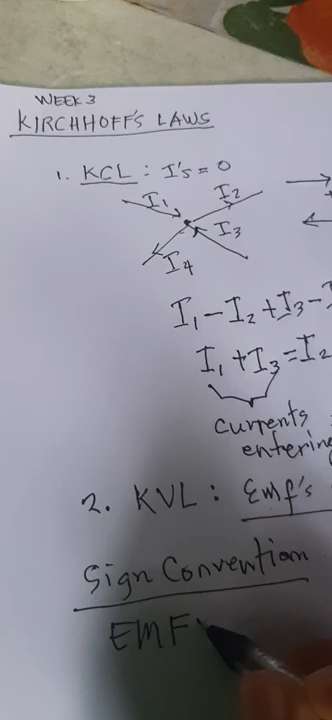 WEEK 3
KIRCHHOFF'S LAWS
1. KCL : I's = 0
I1
I2
I3
I4
I1 - I2 + I3 -
I1 + I3 = I2
currents
entering
2. KVL : Emf's
Sign Convention
EMF